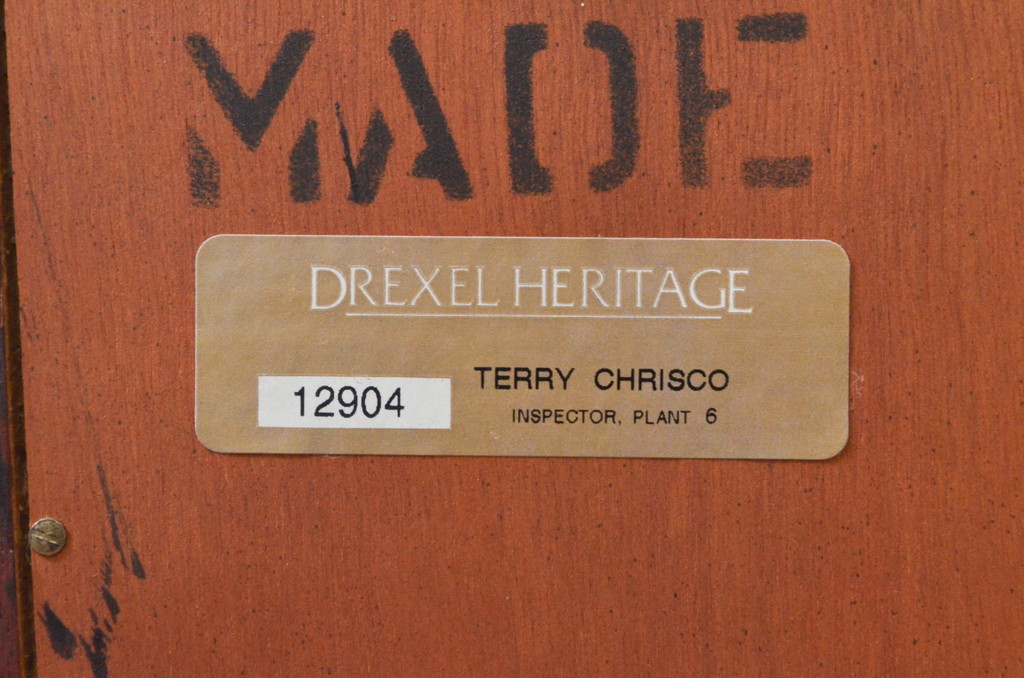 MADE
DREXEL HERITAGE
TERRY CHRISCO
12904
INSPECTOR, PLANT 6